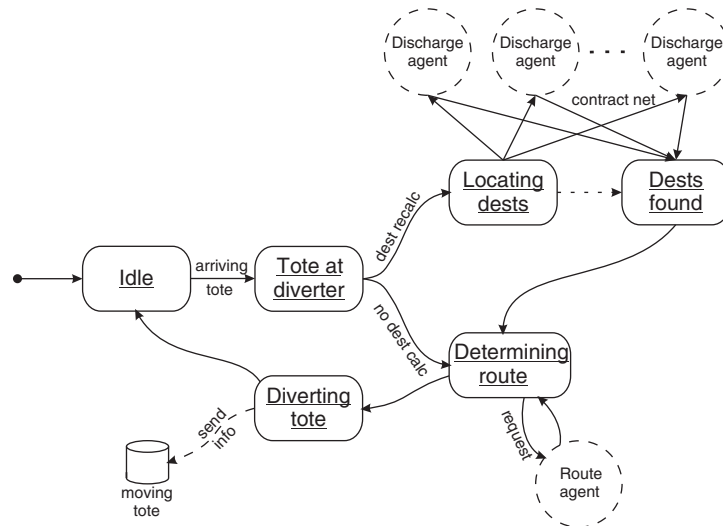 Discharge
agent
Discharge
agent
Discharge
agent
contract net
Locating
dests
Dests
found
dest recalc
Idle
arriving
tote
Tote at
diverter
no dest calc
Determining
route
Diverting
tote
send
info
request
moving
tote
Route
agent